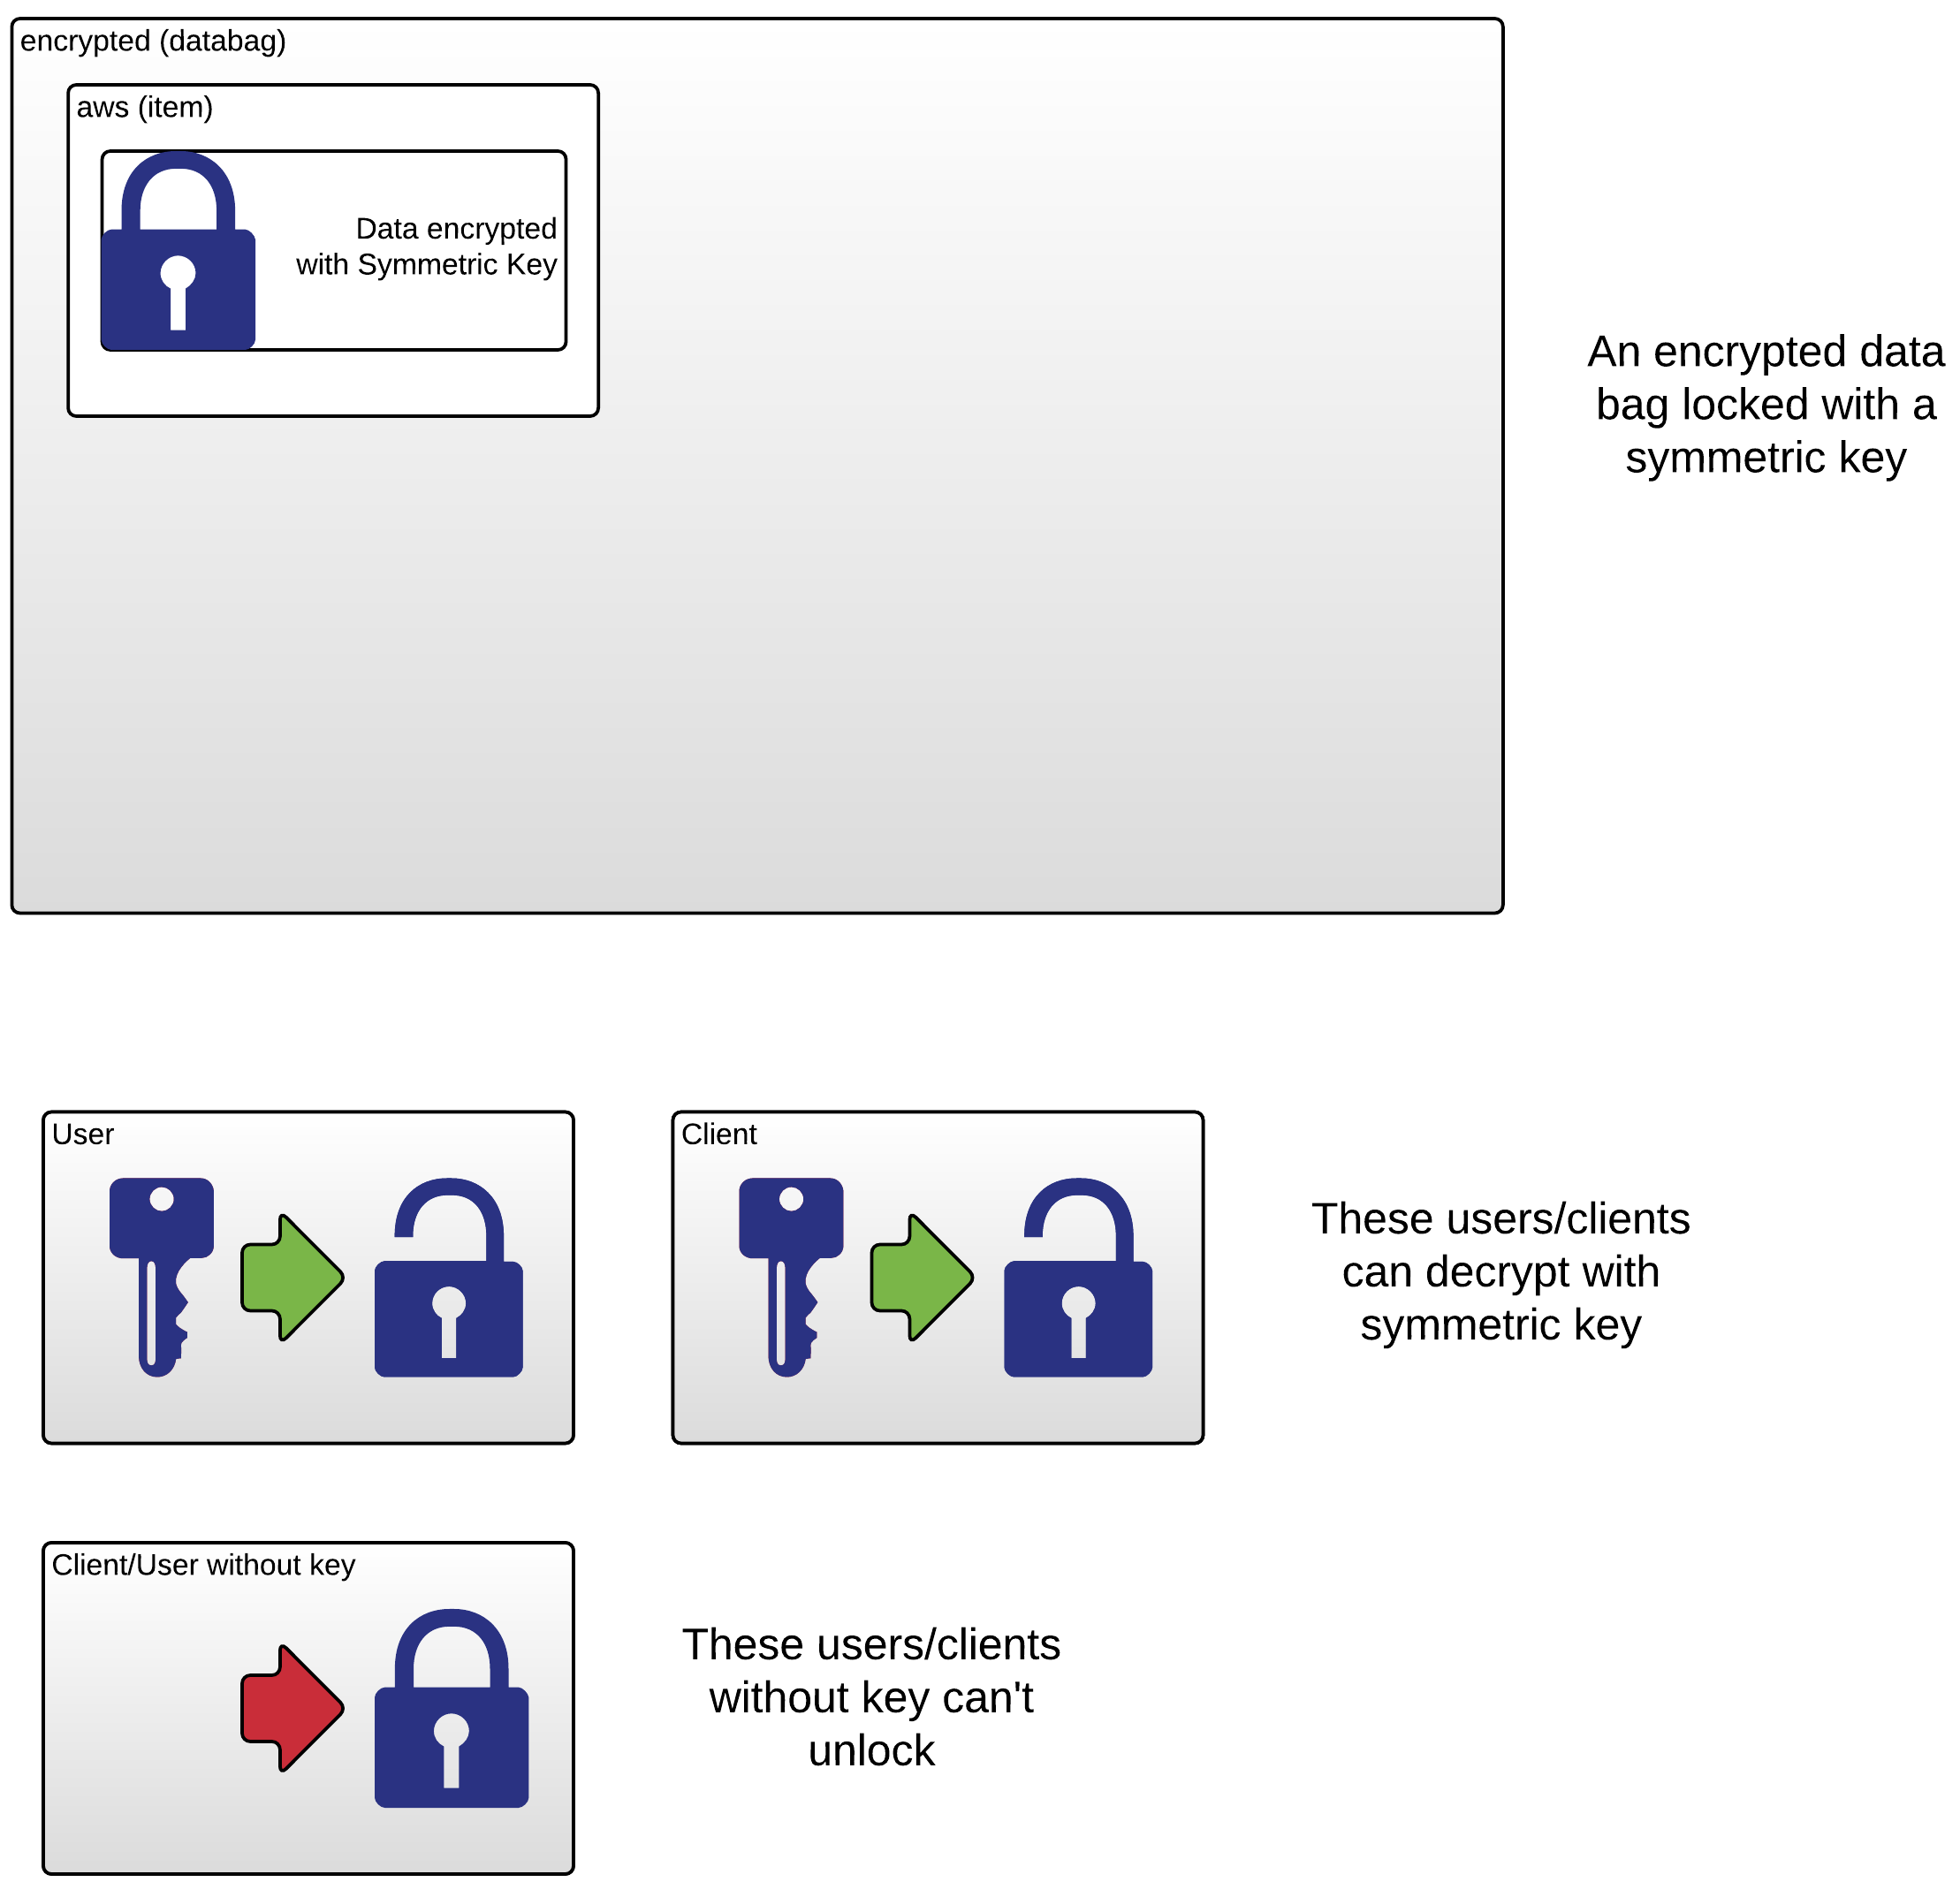 encrypted (databag)
aws (item)
Data encrypted
with Symmetric Key
An encrypted data
bag locked with a
symmetric key
User
Client
These users/clients
can decrypt with
symmetric key
Client/User without key
These users/clients
without key can't
unlock